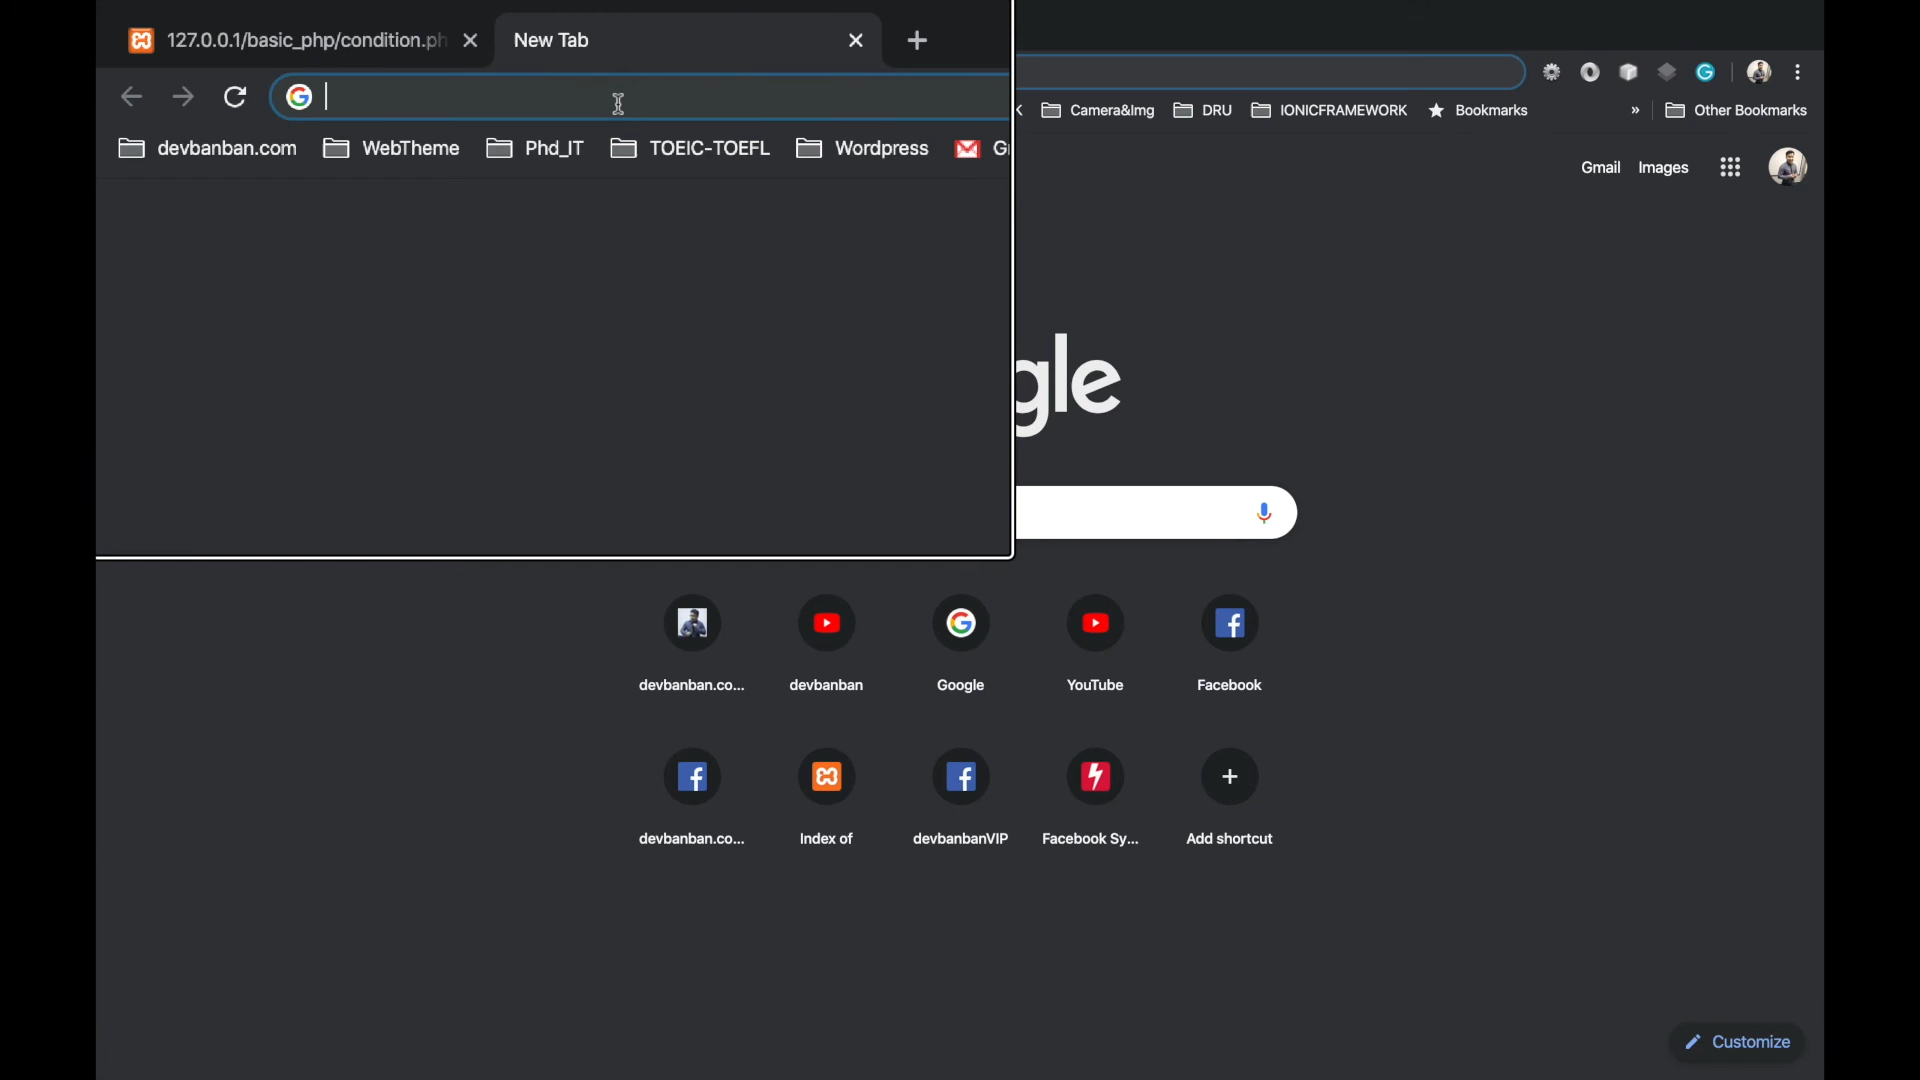 127.0.0.1/basic_php/condition.ph
New Tab
devbanban.com
WebTheme
Phd_IT
TOEIC-TOEFL
Wordpress
G
Camera&Img
DRU
IONICFRAMEWORK
Bookmarks
»
Other Bookmarks
Gmail
Images
gle
devbanban.co...
devbanban
Google
YouTube
Facebook
devbanban.co...
Index of
devbanbanVIP
Facebook Sy...
Add shortcut
Customize